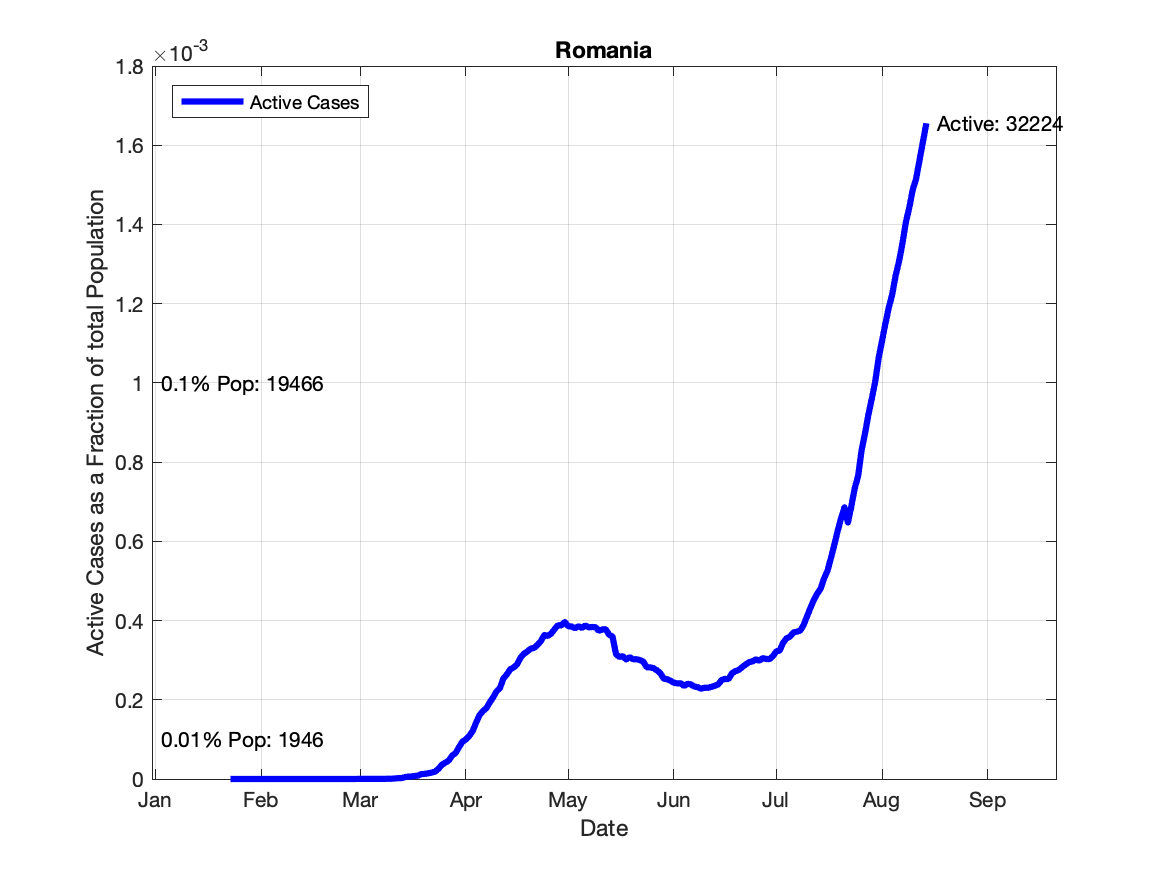 Romania
×10-3
1.8
1.6
1.4
1.2
1
0.8
0.6
0.4
0.2
0
Active Cases
Active: 32224
0.1% Pop: 19466
0.01% Pop: 1946
Active Cases as a Fraction of total Population
Jan Feb Mar Apr May Jun Jul Aug Sep
Date